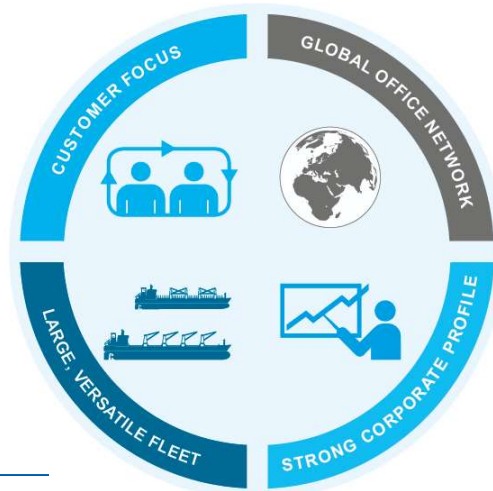 CUSTOMER FOCUS
GLOBAL OFFICE NETWORK
LARGE, VERSATILE FLEET
STRONG CORPORATE PROFILE